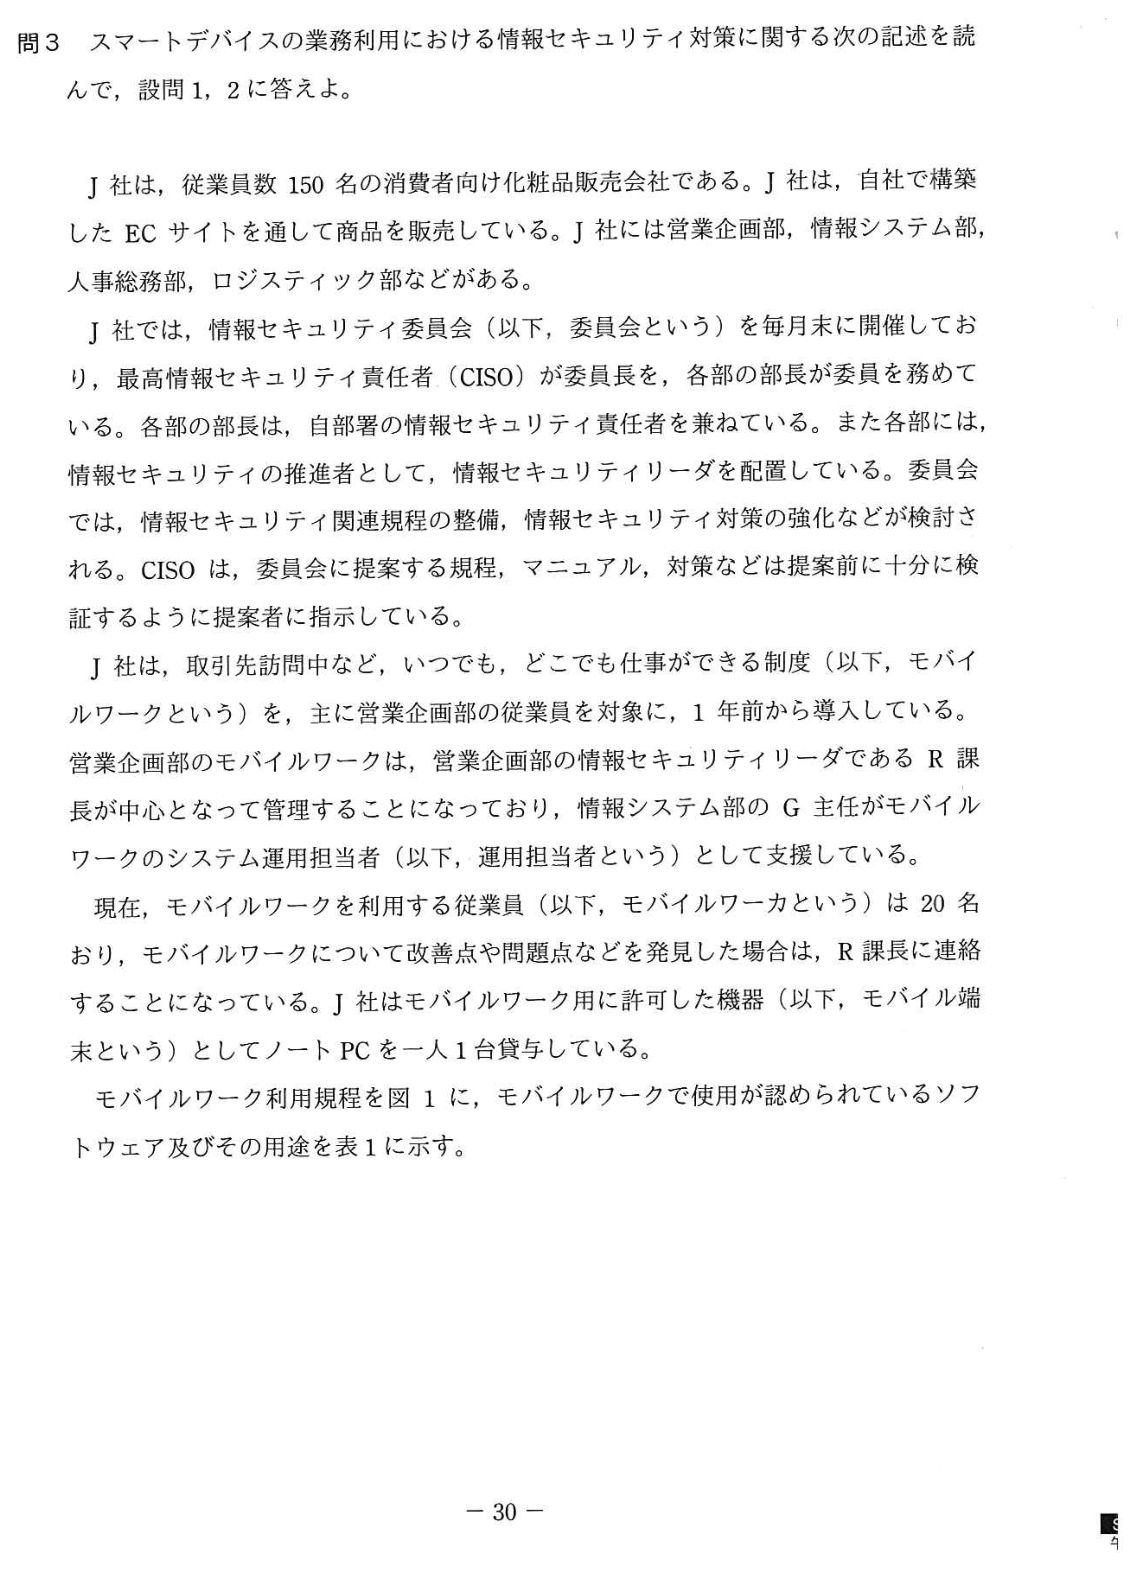 問3 スマートデバイスの業務利用における情報セキュリティ対策に関する次の記述を読
んで，設問1，2に答えよ。
J 社は，従業員数 150 名の消費者向け化粧品販売会社である。J 社は，自社で構築
した EC サイトを通して商品を販売している。J 社には営業企画部，情報システム部，
人事総務部，ロジスティック部などがある。
J 社では，情報セキュリティ委員会（以下，委員会という）を毎月末に開催してお
り，最高情報セキュリティ責任者（CISO）が委員長を，各部の部長が委員を務めて
いる。各部の部長は，自部署の情報セキュリティ責任者を兼ねている。また各部には，
情報セキュリティの推進者として，情報セキュリティリーダを配置している。委員会
では，情報セキュリティ関連規程の整備，情報セキュリティ対策の強化などが検討さ
れる。CISO は，委員会に提案する規程，マニュアル，対策などは提案前に十分に検
証するように提案者に指示している。
J 社は，取引先訪問中など，いつでも，どこでも仕事ができる制度（以下，モバイ
ルワークという）を，主に営業企画部の従業員を対象に，1 年前から導入している。
営業企画部のモバイルワークは，営業企画部の情報セキュリティリーダである R 課
長が中心となって管理することになっており，情報システム部の G 主任がモバイル
ワークのシステム運用担当者（以下，運用担当者という）として支援している。
現在，モバイルワークを利用する従業員（以下，モバイルワーカという）は 20 名
おり，モバイルワークについて改善点や問題点などを発見した場合は，R 課長に連絡
することになっている。J 社はモバイルワーク用に許可した機器（以下，モバイル端
末という）としてノート PC を一人 1 台貸与している。
モバイルワーク利用規程を図 1 に，モバイルワークで使用が認められているソフ
トウェア及びその用途を表 1 に示す。
— 30 —